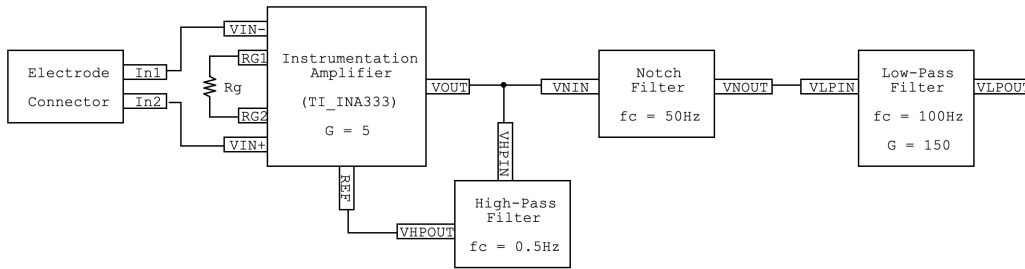 Electrode
Connector
In1
In2
VIN-
RG1
Rg
RG2
VIN+
Instrumentation
Amplifier
(TI_INA333)
G = 5
VOUT
REF
VHPIN
VHPOUT
High-Pass
Filter
fc = 0.5Hz
VNIN
Notch
Filter
fc = 50Hz
VNOUT
VLPIN
Low-Pass
Filter
fc = 100Hz
G = 150
VLPOUT